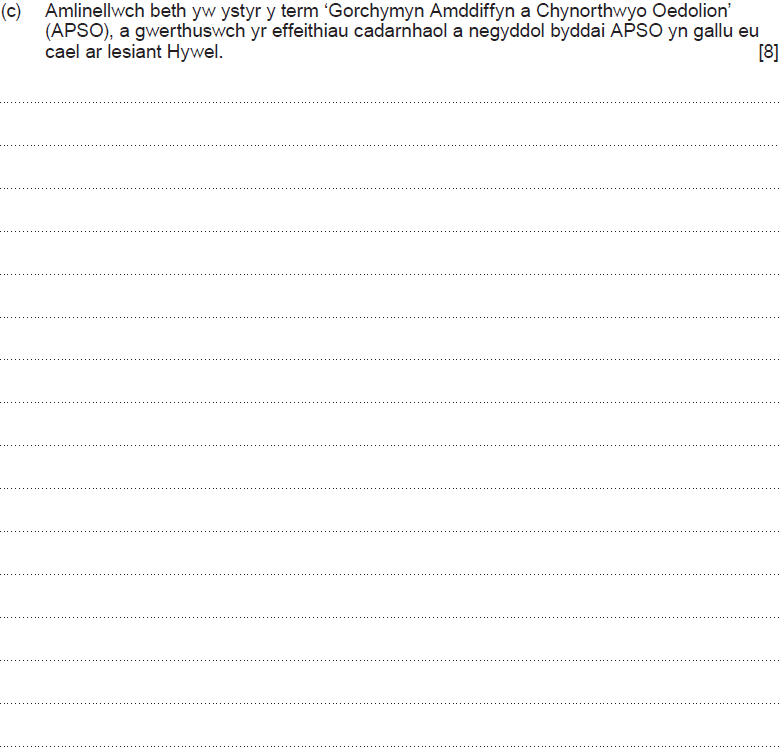 (c) Amlinellwch beth yw ystyr y term ‘Gorchymyn Amddiffyn a Chynorthwyo Oedolion’
(APSO), a gwerthuswch yr effeithiau cadarnhaol a negyddol byddai APSO yn gallu eu
cael ar lesiant Hywel. [8]